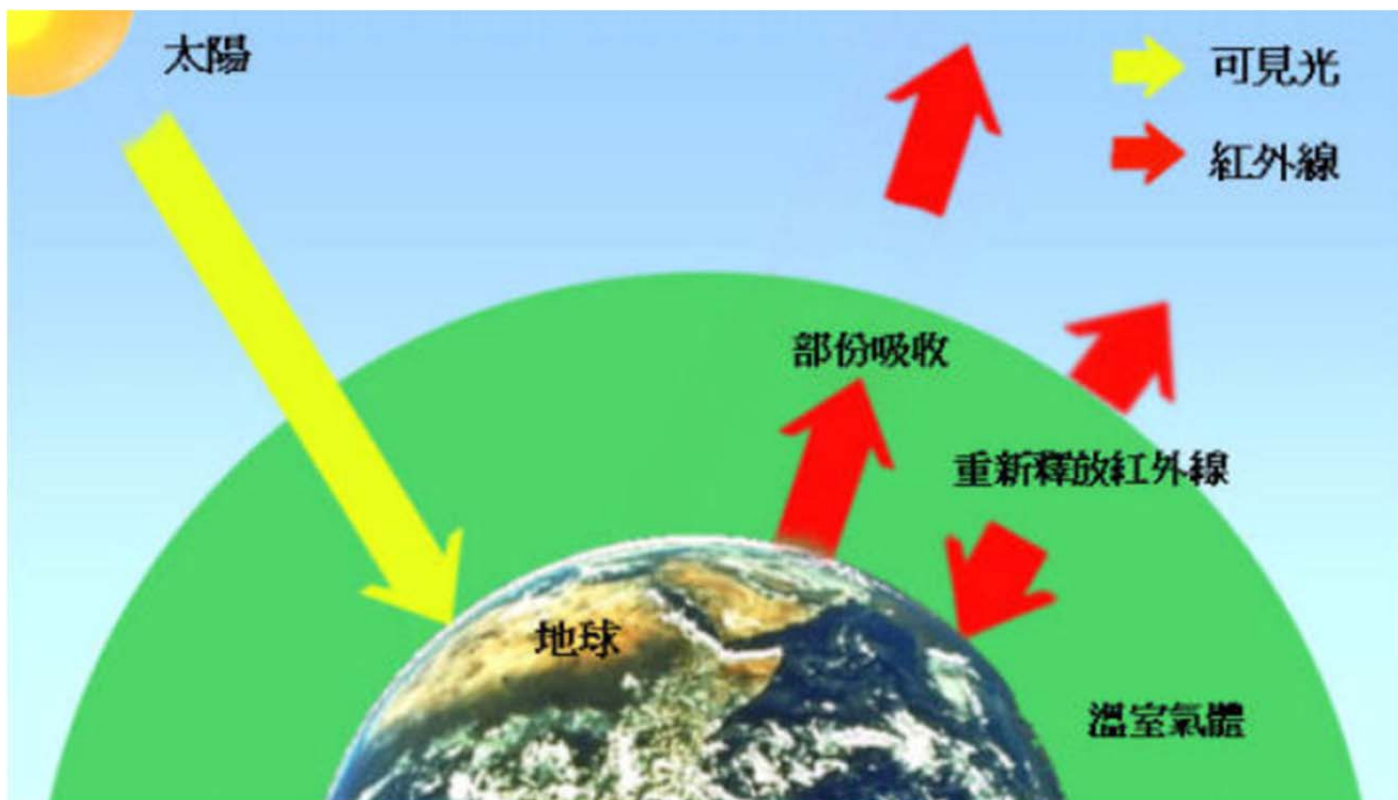 太陽
可見光
紅外線
部份吸收
重新釋放紅外線
地球
溫室氣體